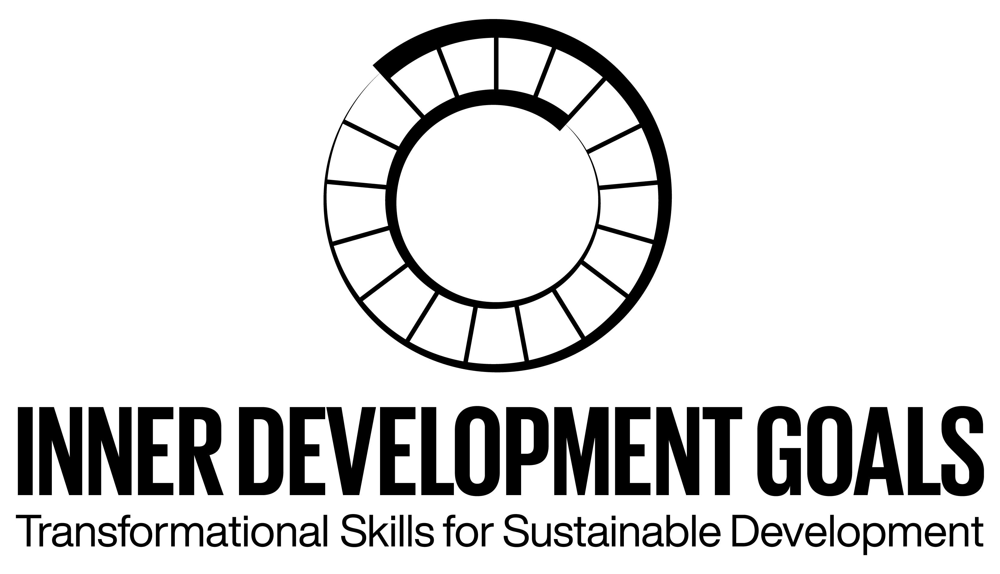 INNER DEVELOPMENT GOALS
Transformational Skills for Sustainable Development